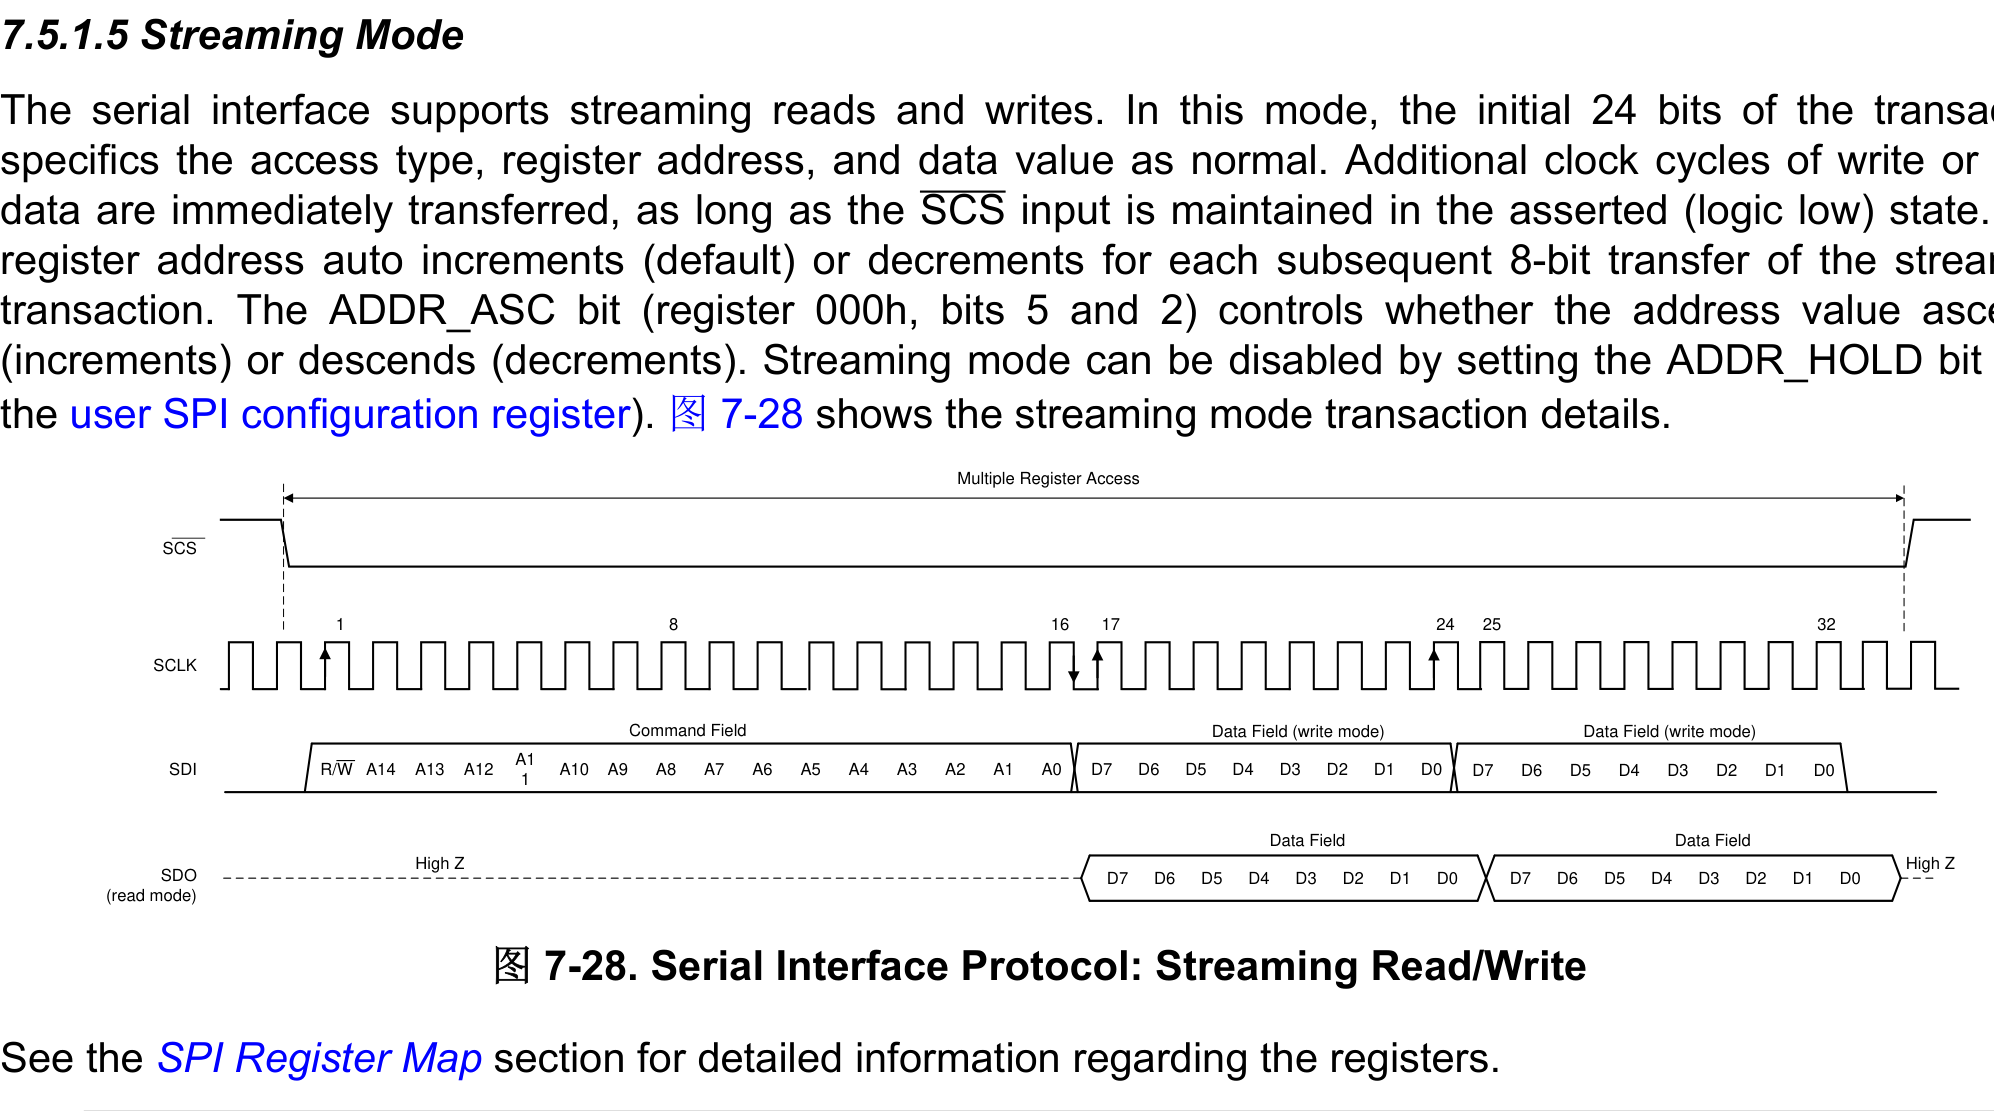 7.5.1.5 Streaming Mode
The serial interface supports streaming reads and writes. In this mode, the initial 24 bits of the
specifics the access type, register address, and data value as normal. Additional clock cycles of write or
data are immediately transferred, as long as the SCS input is maintained in the asserted (logic low) state.
register address auto increments (default) or decrements for each subsequent 8-bit transfer of the
transaction. The ADDR_ASC bit (register 000h, bits 5 and 2) controls whether the address value
(increments) or descends (decrements). Streaming mode can be disabled by setting the ADDR_HOLD bit
the user SPI configuration register). 图 7-28 shows the streaming mode transaction details.
Multiple Register Access
SCS
1 8 16 17 24 25 32
SCLK
Command Field Data Field (write mode) Data Field (write mode)
SDI R/W A14 A13 A12 A11 A10 A9 A8 A7 A6 A5 A4 A3 A2 A1 A0 D7 D6 D5 D4 D3 D2 D1 D0 D7 D6 D5 D4 D3 D2 D1 D0
Data Field Data Field
High Z High Z
SDO D7 D6 D5 D4 D3 D2 D1 D0 D7 D6 D5 D4 D3 D2 D1 D0
(read mode)
图 7-28. Serial Interface Protocol: Streaming Read/Write
See the SPI Register Map section for detailed information regarding the registers.